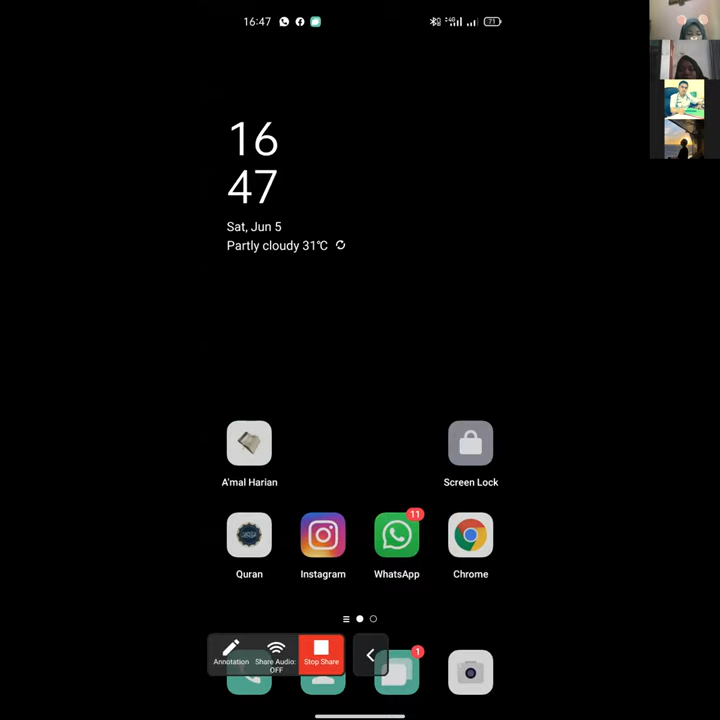 16:47
71
16
47
Sat, Jun 5
Partly cloudy 31℃
A'mal Harian
Screen Lock
11
Quran
Instagram
WhatsApp
Chrome
Annotation
Share Audio:
OFF
Stop Share
1